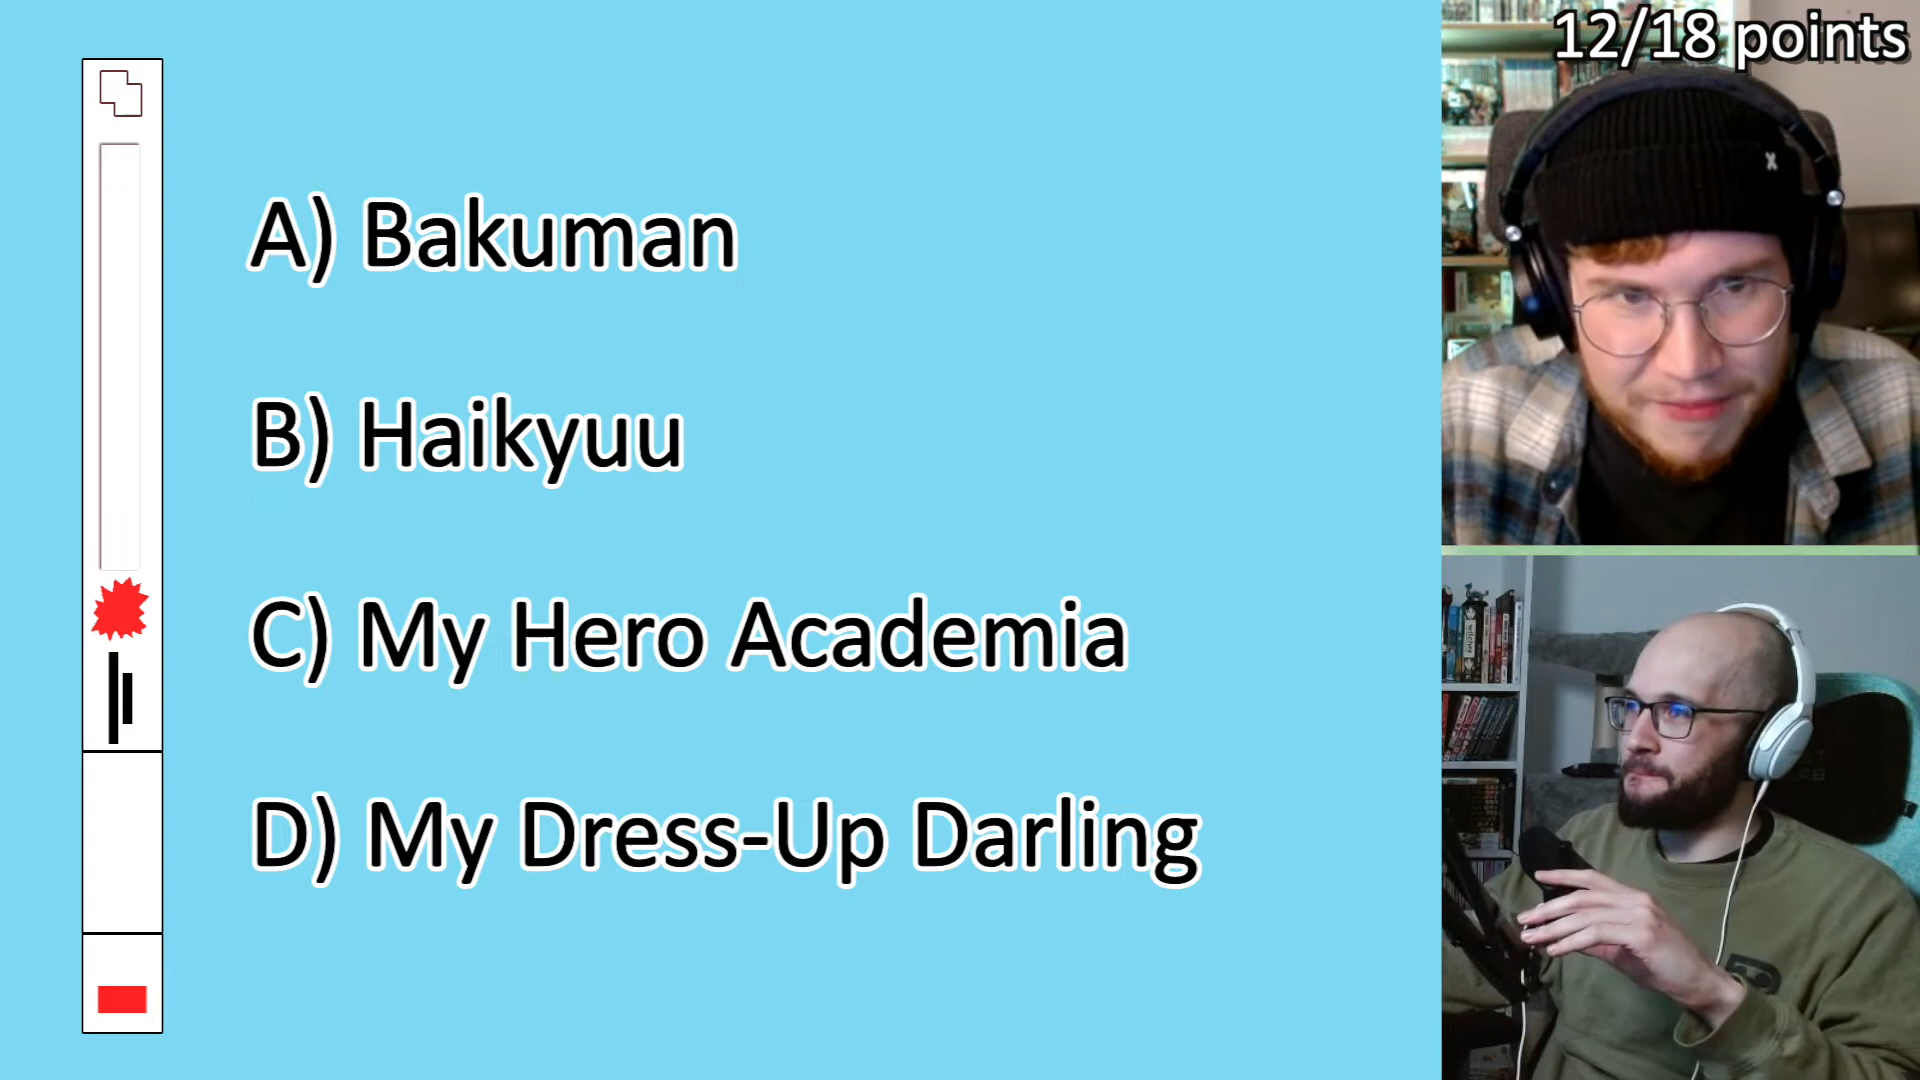 12/18 points
A) Bakuman
B) Haikyuu
C) My Hero Academia
D) My Dress-Up Darling